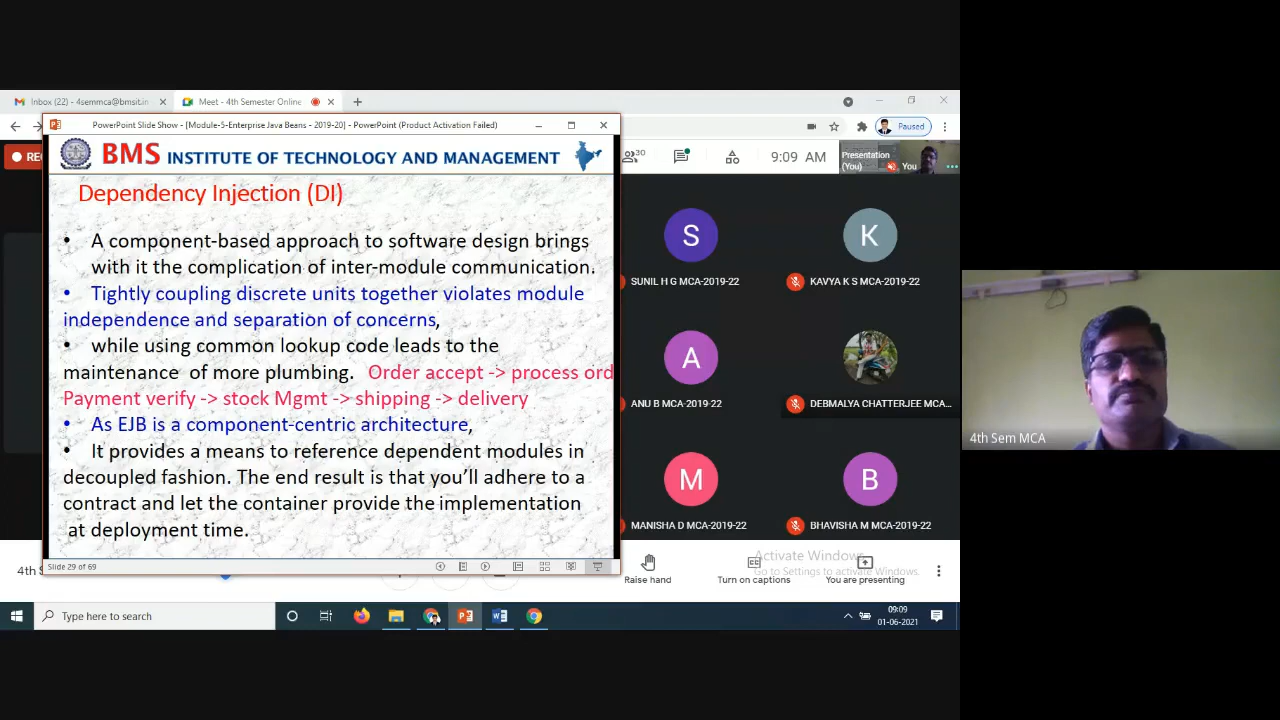 Inbox (22) - 4semmca@bmsit.in
Meet - 4th Semester Online
PowerPoint Slide Show - [Module-5-Enterprise Java Beans - 2019-20] - PowerPoint (Product Activation Failed)
Paused
BMS INSTITUTE OF TECHNOLOGY AND MANAGEMENT
30
9:09 AM
Presentation
(You)
You
Dependency Injection (DI)
• A component-based approach to software design brings
with it the complication of inter-module communication.
• Tightly coupling discrete units together violates module
independence and separation of concerns,
• while using common lookup code leads to the
maintenance of more plumbing. Order accept -> process ord
Payment verify -> stock Mgmt -> shipping -> delivery
• As EJB is a component-centric architecture,
• It provides a means to reference dependent modules in
decoupled fashion. The end result is that you'll adhere to a
contract and let the container provide the implementation
at deployment time.
Slide 29 of 69
S
SUNIL H G MCA-2019-22
K
KAVYA K S MCA-2019-22
A
ANU B MCA-2019-22
DEBMALYA CHATTERJEE MCA...
M
MANISHA D MCA-2019-22
B
BHAVISHA M MCA-2019-22
4th Sem MCA
Activate Windows
Go to Settings to activate Windows.
4th S
Raise hand
Turn on captions
You are presenting
Type here to search
09:09
01-06-2021